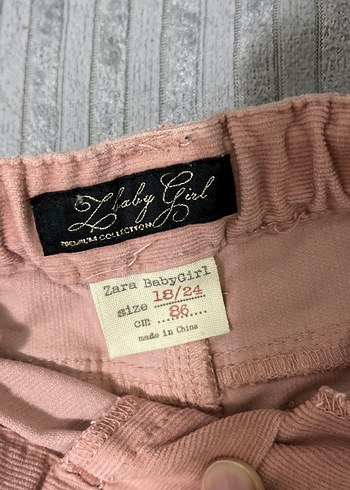 Zbaby Girl
PREMIUM COLLECTION
Zara BabyGirl
size 18/24
cm 86
made in China